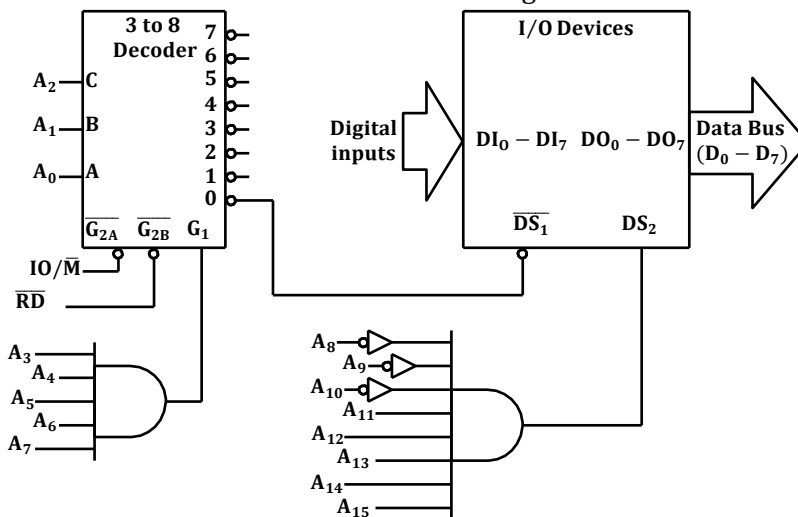 3 to 8
Decoder
7
6
5
4
3
2
1
0
A₂ C
A₁ B
A₀ A
G̅₂A̅ G̅₂B̅ G₁
IO/M̅
R̅D̅
A₃
A₄
A₅
A₆
A₇
I/O Devices
Digital
inputs
DI₀ − DI₇ DO₀ − DO₇
Data Bus
(D₀ − D₇)
D̅S̅₁ DS₂
A₈
A₉
A₁₀
A₁₁
A₁₂
A₁₃
A₁₄
A₁₅